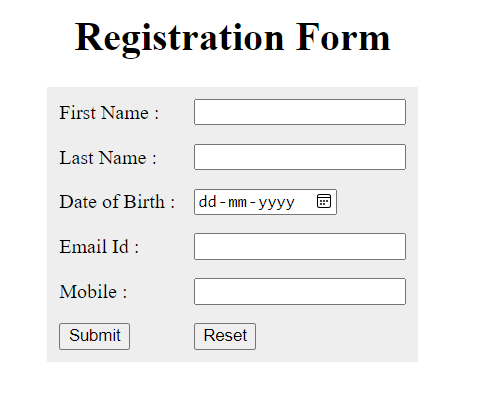 Registration Form
First Name :
Last Name :
Date of Birth : dd-mm-yyyy
Email Id :
Mobile :
Submit Reset